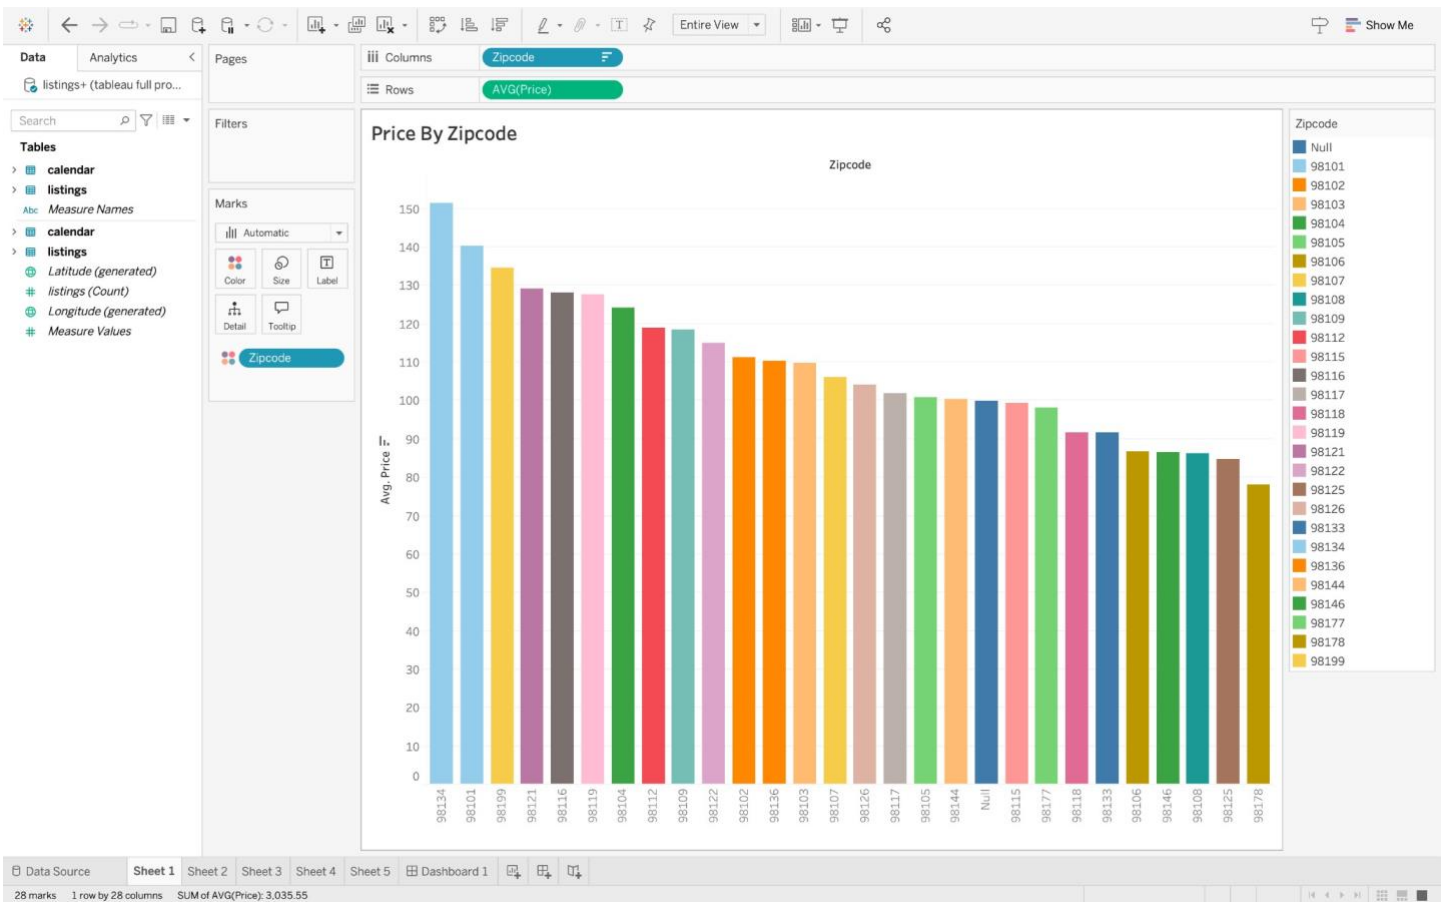 Entire View
Show Me
Data
Analytics
listings+ (tableau full pro...
Search
Tables
calendar
listings
Abc Measure Names
calendar
listings
Latitude (generated)
# listings (Count)
Longitude (generated)
# Measure Values
Pages
Filters
Marks
Automatic
Color
Size
Label
Detail
Tooltip
Zipcode
Columns
Zipcode
Rows
AVG(Price)
Price By Zipcode
Zipcode
Avg. Price
150
140
130
120
110
100
90
80
70
60
50
40
30
20
10
0
98134
98101
98199
98121
98116
98119
98104
98112
98109
98122
98102
98136
98103
98107
98126
98117
98105
98144
Null
98115
98177
98118
98133
98106
98146
98108
98125
98178
Zipcode
Null
98101
98102
98103
98104
98105
98106
98107
98108
98109
98112
98115
98116
98117
98118
98119
98121
98122
98125
98126
98133
98134
98136
98144
98146
98177
98178
98199
Data Source
Sheet 1
Sheet 2
Sheet 3
Sheet 4
Sheet 5
Dashboard 1
28 marks
1 row by 28 columns
SUM of AVG(Price): 3,035.55